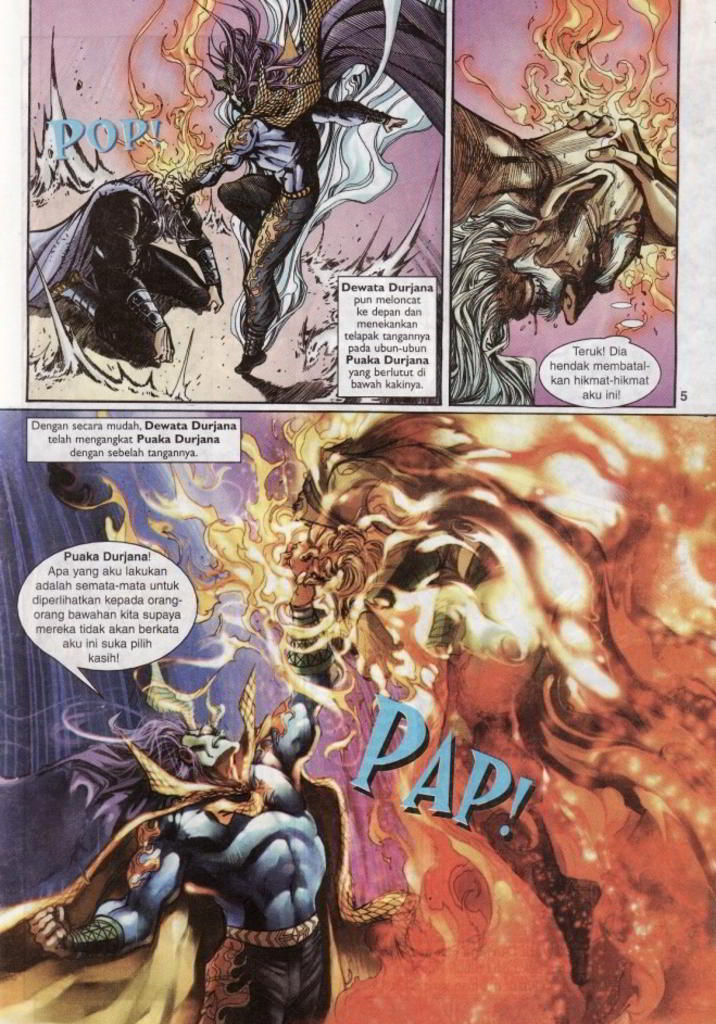 POP!
Dewata Durjana
pun meloncat
ke depan dan
menekankan
telapak tangannya
pada ubun-ubun
Puaka Durjana
yang berlutut di
bawah kakinya.
Teruk! Dia
hendak membatal-
kan hikmat-hikmat
aku ini!
5
Dengan secara mudah, Dewata Durjana
telah mengangkat Puaka Durjana
dengan sebelah tangannya.
Puaka Durjana!
Apa yang aku lakukan
adalah semata-mata untuk
diperlihatkan kepada orang-
orang bawahan kita supaya
mereka tidak akan berkata
aku ini suka pilih
kasih!
PAP!